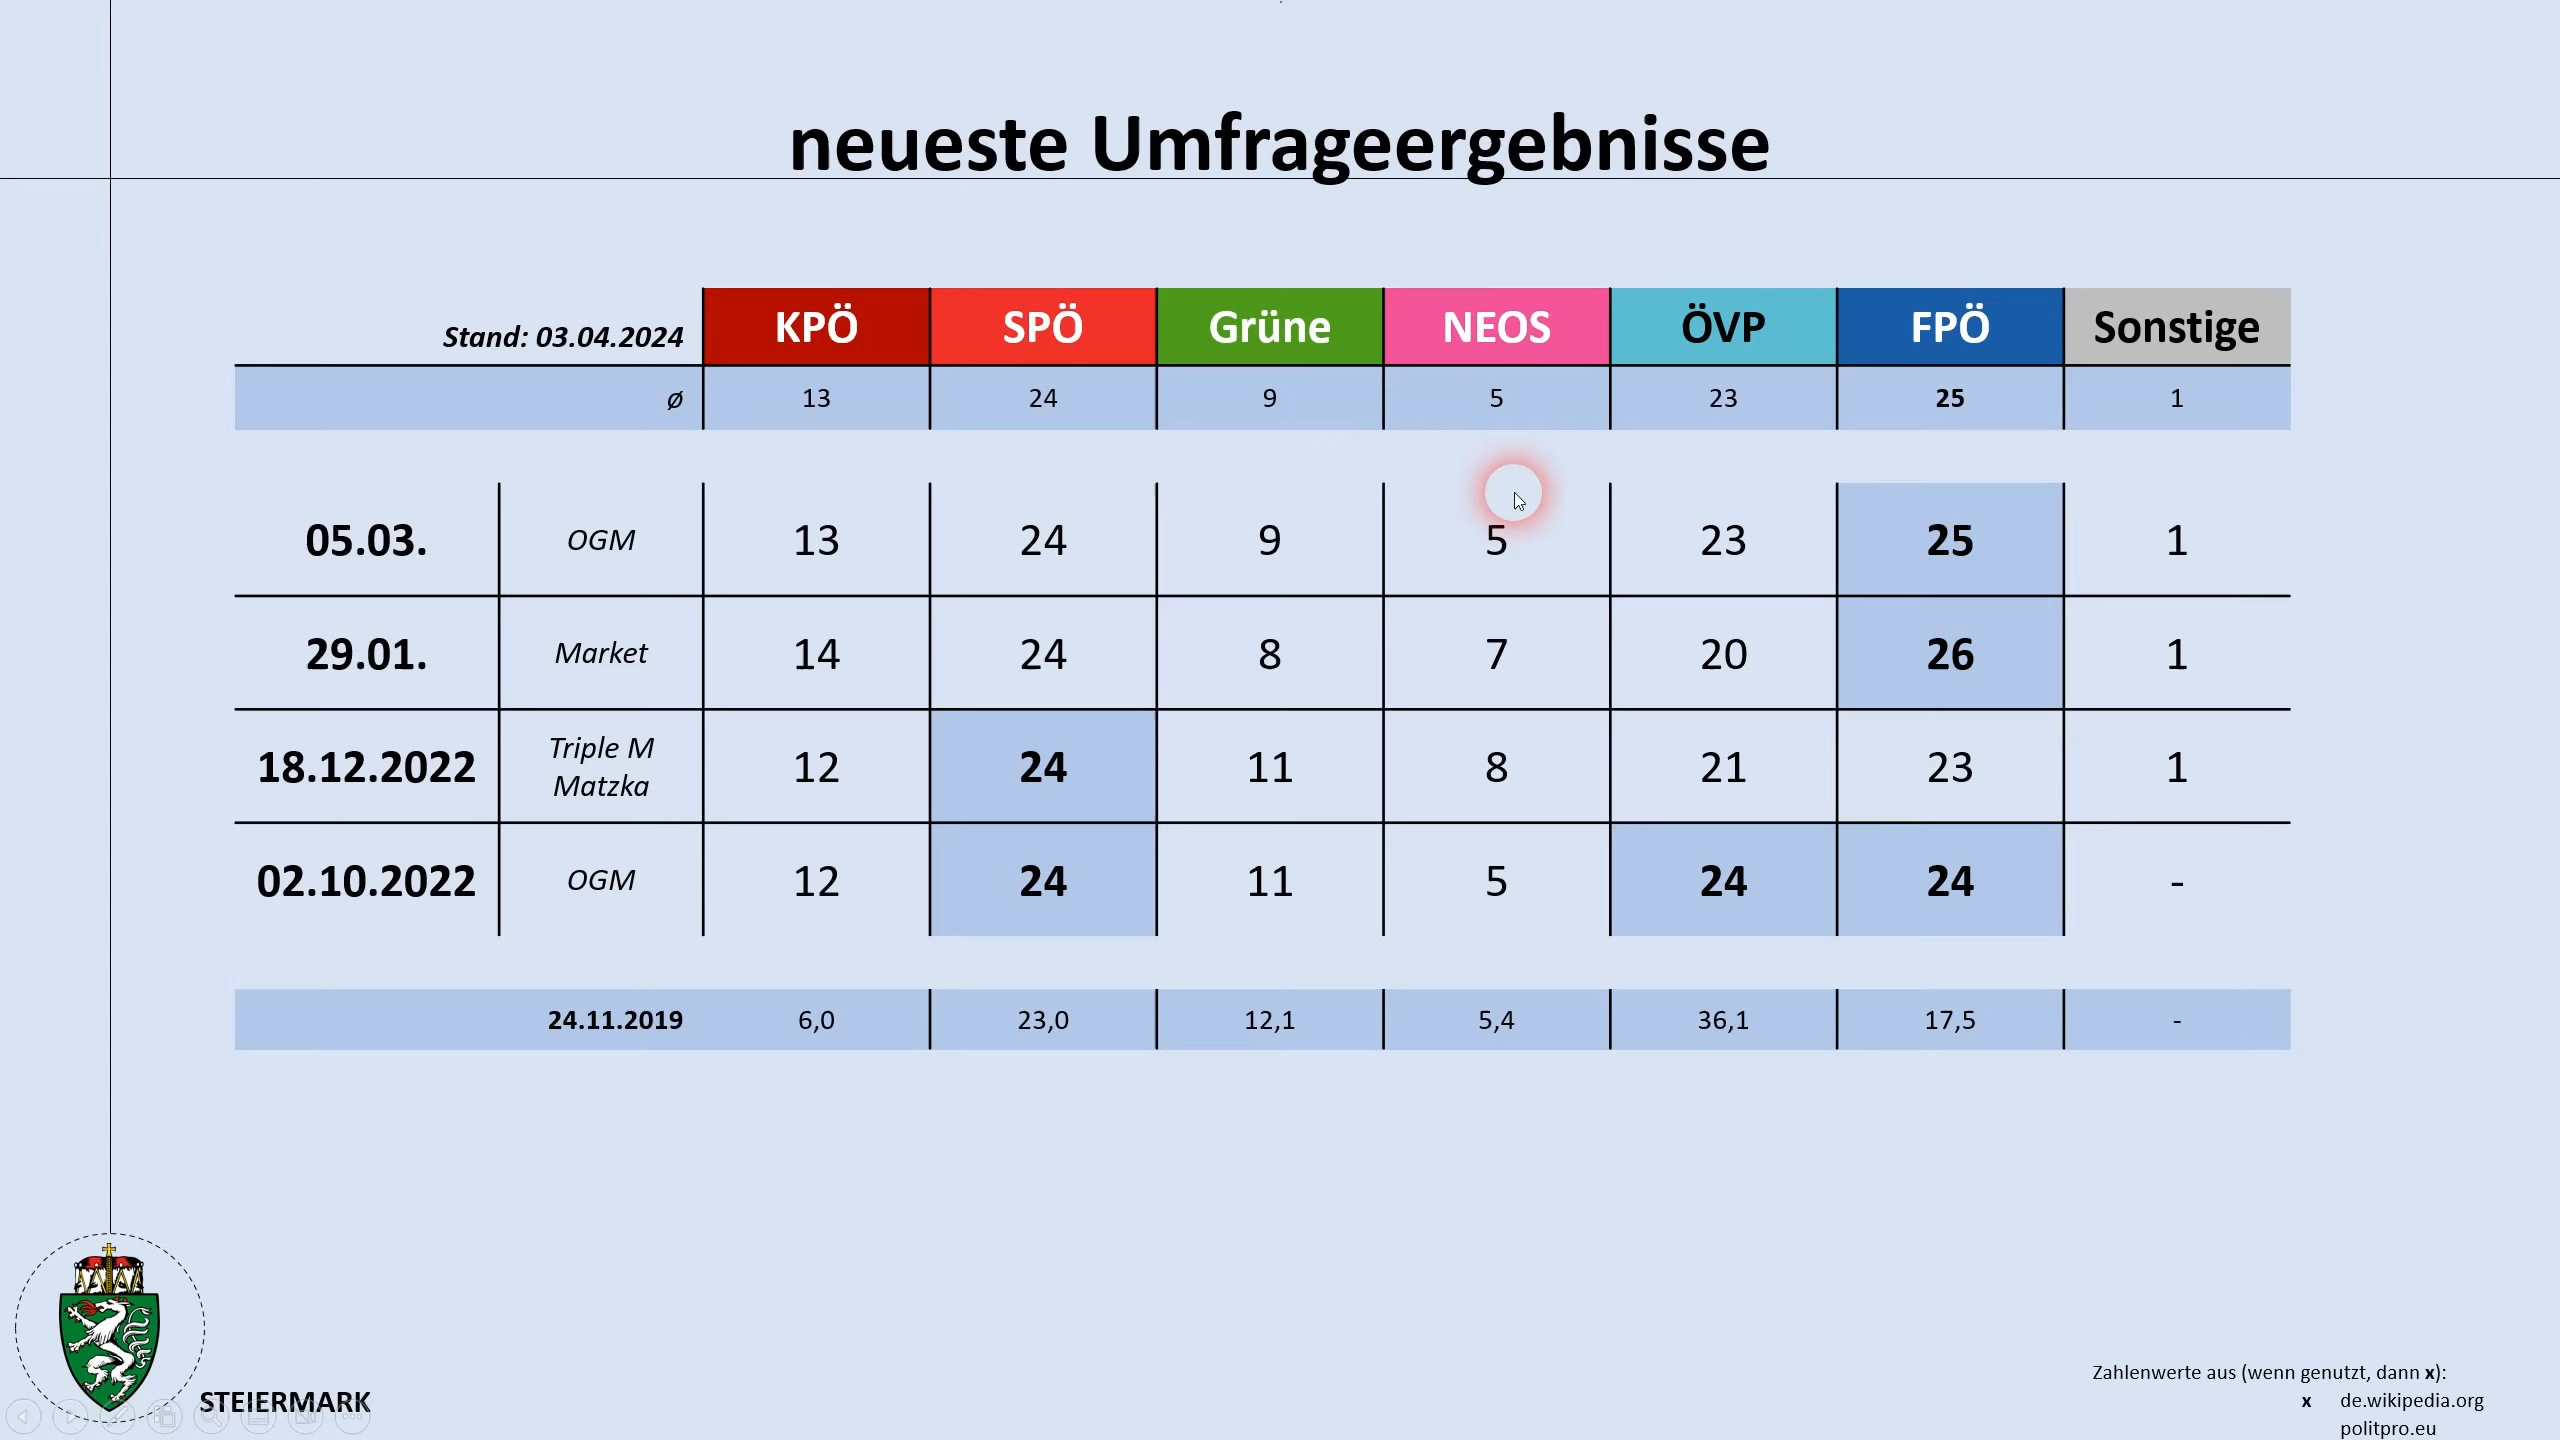 neueste Umfrageergebnisse
Stand: 03.04.2024 KPÖ SPÖ Grüne NEOS ÖVP FPÖ Sonstige
ø 13 24 9 5 23 25 1
05.03. OGM 13 24 9 5 23 25 1
29.01. Market 14 24 8 7 20 26 1
18.12.2022 Triple M Matzka 12 24 11 8 21 23 1
02.10.2022 OGM 12 24 11 5 24 24 -
24.11.2019 6,0 23,0 12,1 5,4 36,1 17,5 -
STEIERMARK
Zahlenwerte aus (wenn genutzt, dann x):
x de.wikipedia.org
politpro.eu